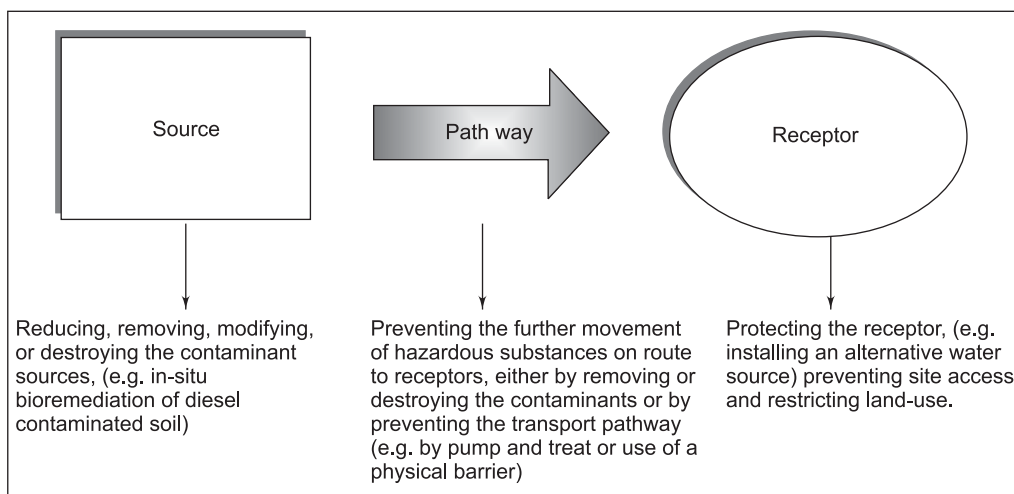 Source
Path way
Receptor
Reducing, removing, modifying,
or destroying the contaminant
sources, (e.g. in-situ
bioremediation of diesel
contaminated soil)
Preventing the further movement
of hazardous substances on route
to receptors, either by removing or
destroying the contaminants or by
preventing the transport pathway
(e.g. by pump and treat or use of a
physical barrier)
Protecting the receptor, (e.g.
installing an alternative water
source) preventing site access
and restricting land-use.